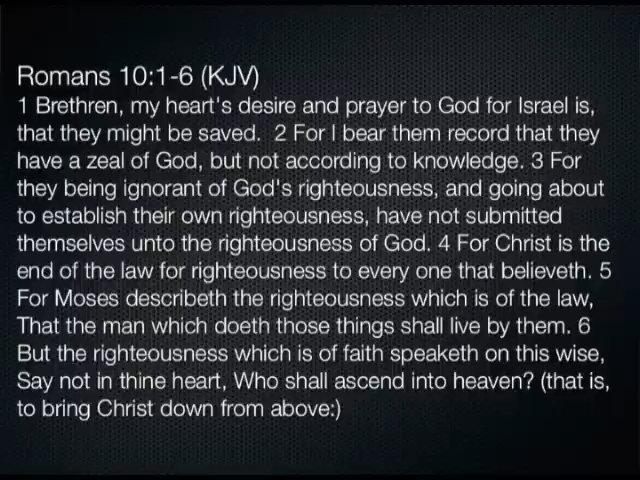 Romans 10:1-6 (KJV)
1 Brethren, my heart's desire and prayer to God for Israel is,
that they might be saved.  2 For I bear them record that they
have a zeal of God, but not according to knowledge. 3 For
they being ignorant of God's righteousness, and going about
to establish their own righteousness, have not submitted
themselves unto the righteousness of God. 4 For Christ is the
end of the law for righteousness to every one that believeth. 5
For Moses describeth the righteousness which is of the law,
That the man which doeth those things shall live by them. 6
But the righteousness which is of faith speaketh on this wise,
Say not in thine heart, Who shall ascend into heaven? (that is,
to bring Christ down from above:)